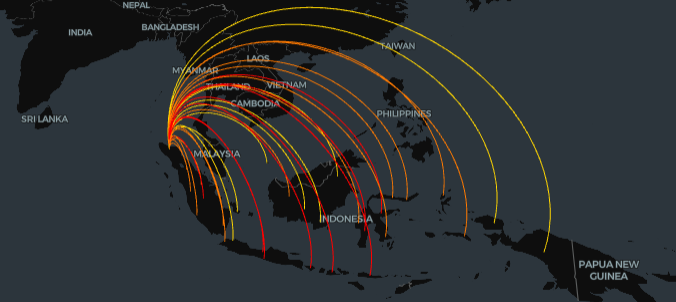 NEPAL
BANGLADESH
INDIA
TAIWAN
LAOS
MYANMAR
THAILAND
VIETNAM
CAMBODIA
SRI LANKA
PHILIPPINES
MALAYSIA
INDONESIA
PAPUA NEW
GUINEA